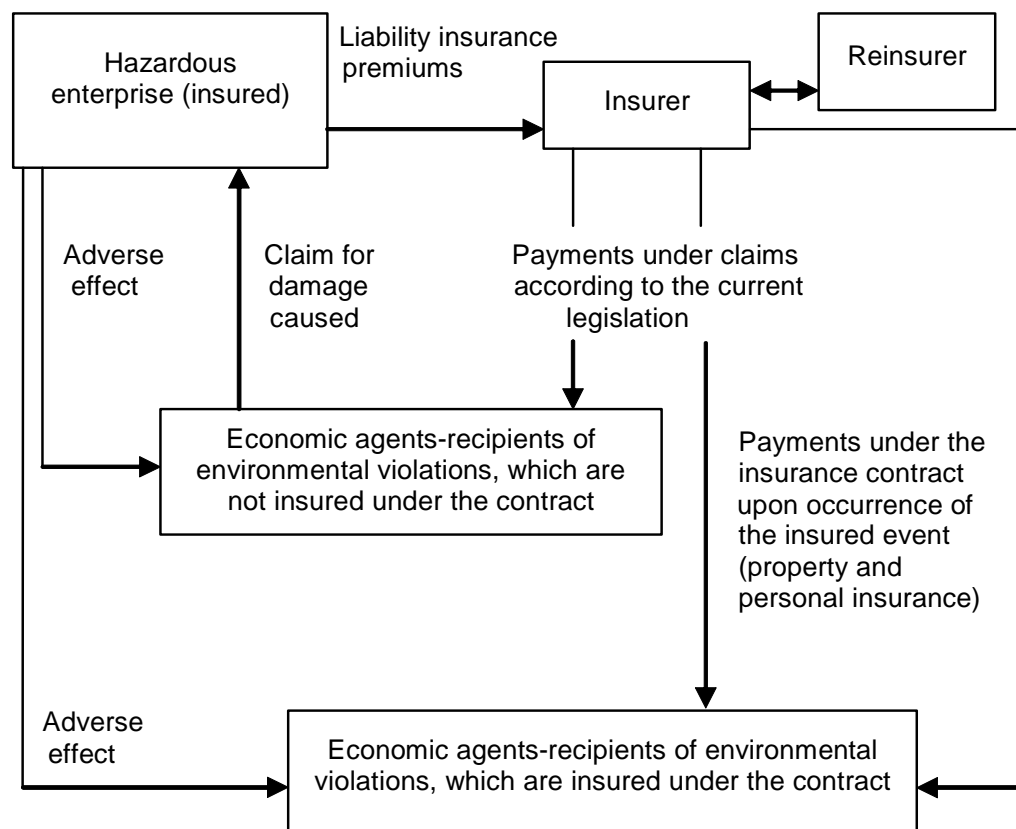 Hazardous
enterprise (insured)
Liability insurance
premiums
Insurer
Reinsurer
Adverse
effect
Claim for
damage
caused
Payments under claims
according to the current
legislation
Economic agents-recipients of
environmental violations, which are
not insured under the contract
Payments under the
insurance contract
upon occurrence of
the insured event
(property and
personal insurance)
Adverse
effect
Economic agents-recipients of environmental
violations, which are insured under the contract